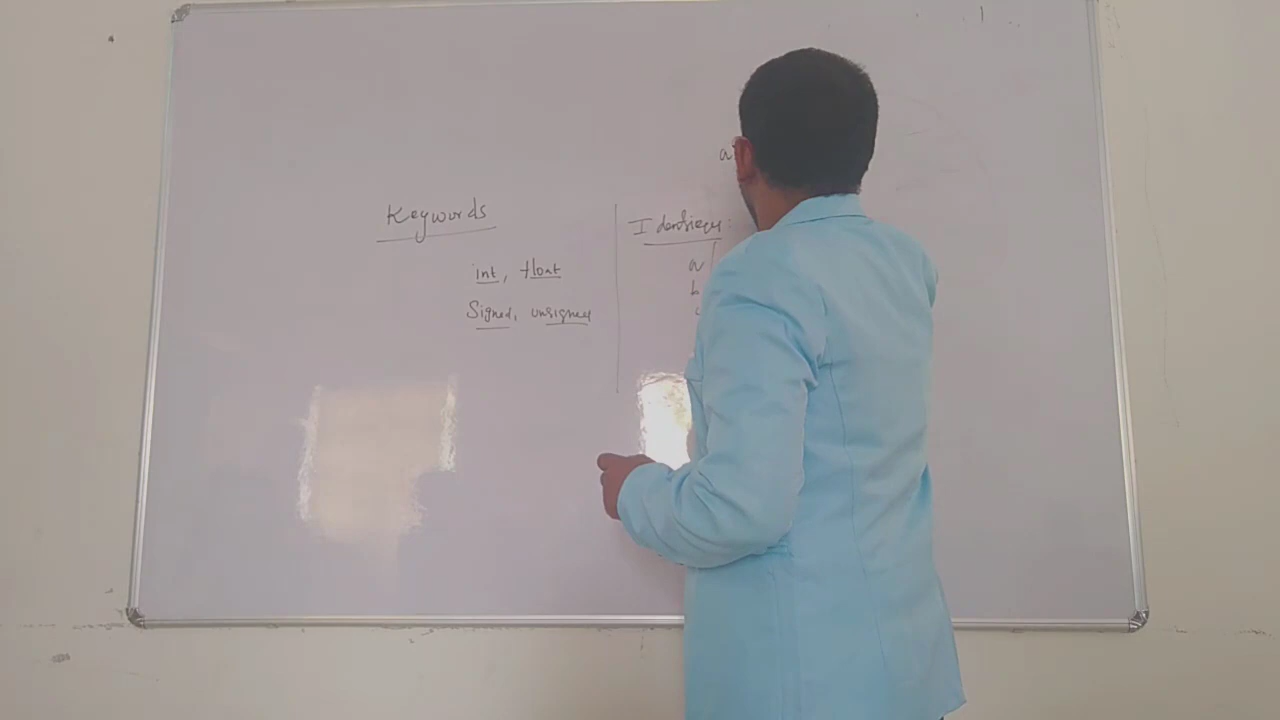 a
Keywords
Identifiers:
int, float
a
Signed, unsigned
b